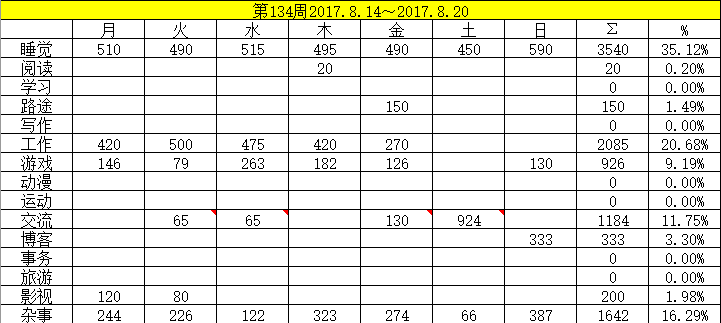 第134周2017.8.14～2017.8.20
月 火 水 木 金 土 日 Σ %
睡觉 510 490 515 495 490 450 590 3540 35.12%
阅读 20 20 0.20%
学习 0 0.00%
路途 150 150 1.49%
写作 0 0.00%
工作 420 500 475 420 270 2085 20.68%
游戏 146 79 263 182 126 130 926 9.19%
动漫 0 0.00%
运动 0 0.00%
交流 65 65 130 924 1184 11.75%
博客 333 333 3.30%
事务 0 0.00%
旅游 0 0.00%
影视 120 80 200 1.98%
杂事 244 226 122 323 274 66 387 1642 16.29%